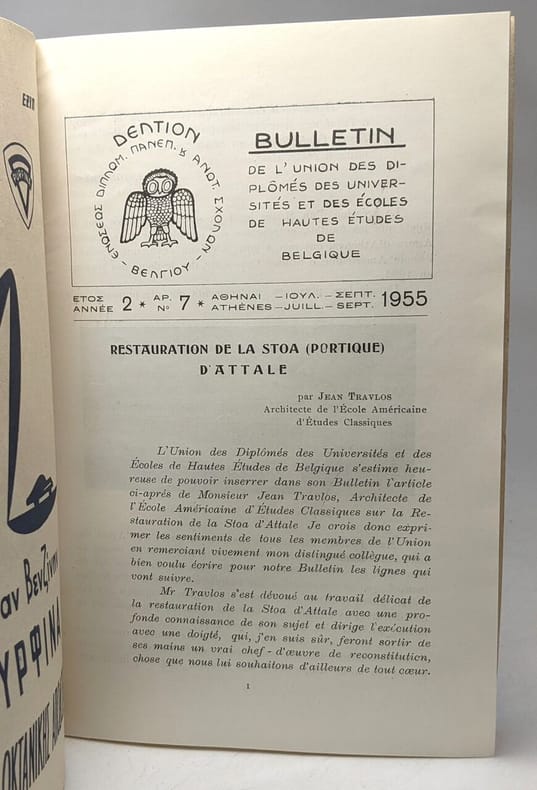 ΔΕΛΤΙΟΝ
ΕΝΩΣΕΩΣ ΔΙΠΛΩΜ. ΠΑΝΕΠ. & ΑΝΩΤ. ΣΧΟΛΩΝ
- ΒΕΛΓΙΟΥ -
BULLETIN
DE L'UNION DES DI-
PLÔMÉS DES UNIVER-
SITÉS ET DES ÉCOLES
DE HAUTES ÉTUDES
DE
BELGIQUE
ΕΤΟΣ 2 * ΑΡ. 7 * ΑΘΗΝΑΙ – ΙΟΥΛ. – ΣΕΠΤ. 1955
ANNÉE Nº ATHÈNES – JUILL. – SEPT.
RESTAURATION DE LA STOA (PORTIQUE)
D'ATTALE
par JEAN TRAVLOS
Architecte de l'École Américaine
d'Études Classiques
L'Union des Diplómés des Universités et des
Écoles de Hautes Études de Belgique s'estime heu-
reuse de pouvoir inserrer dans son Bulletin l'article
ci-après de Monsieur Jean Travlos, Architecte de
l'École Américaine d'Études Classiques sur la Re-
stauration de la Stoa d'Attale Je crois donc expri-
mer les sentiments de tous les membres de l'Union
en remerciant vivement mon distingué collègue, qui a
bien voulu écrire pour notre Bulletin les lignes qui
vont suivre.
Mr Travlos s'est dévoué au travail délicat de
la restauration de la Stoa d'Attale avec une pro-
fonde connaissance de son sujet et dirige l'exécution
avec une doigté, qui, j'en suis sûr, feront sortir de
ses mains un vrai chef - d'œuvre de reconstitution,
chose que nous lui souhaitons d'ailleurs de tout cœur.
1
αν Βενζίνη
ΥΡΦΙΝΑ
ΟΚΤΑΝΙΚΗΣ